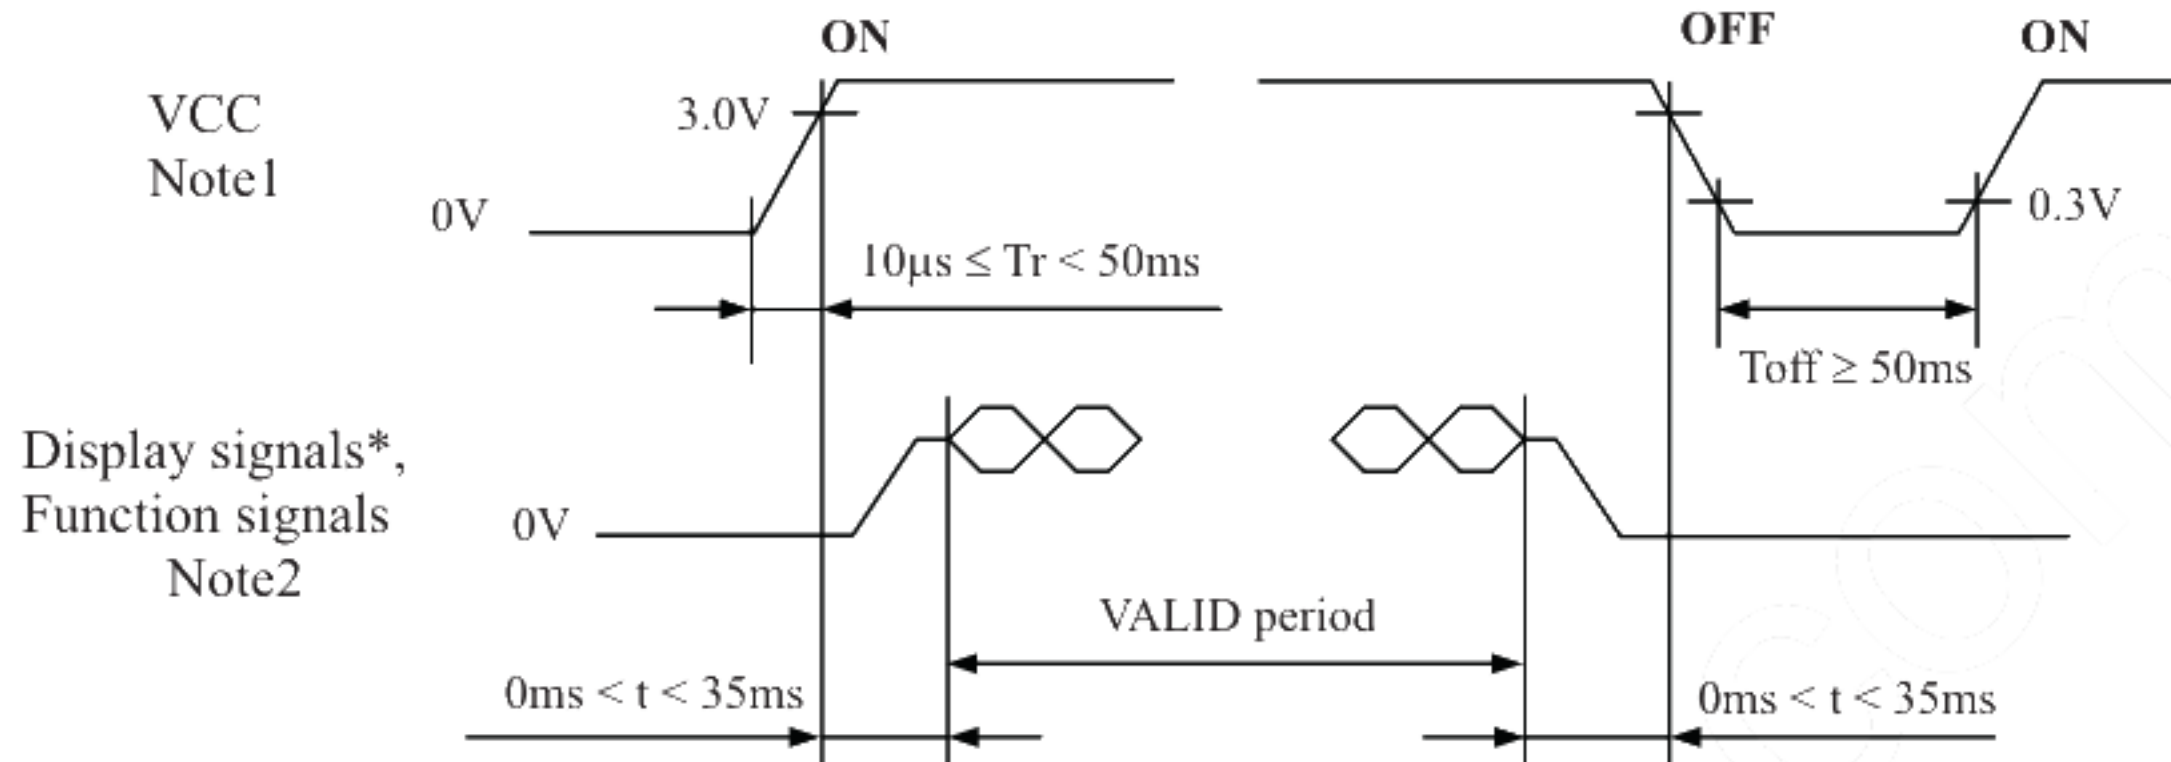 ON
OFF
ON
VCC
Note1
3.0V
0V
0.3V
10μs ≤ Tr < 50ms
Toff ≥ 50ms
Display signals*,
Function signals
Note2
0V
VALID period
0ms < t < 35ms
0ms < t < 35ms